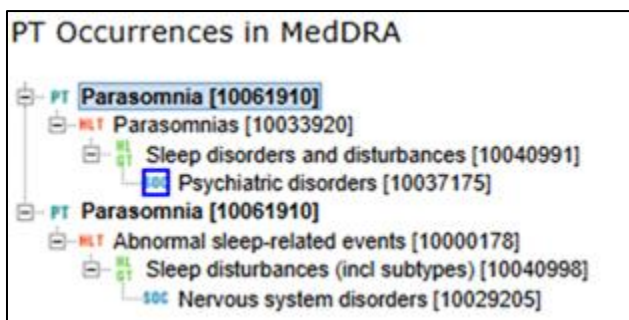 PT Occurrences in MedDRA
PT Parasomnia [10061910]
HLT Parasomnias [10033920]
HLGT Sleep disorders and disturbances [10040991]
SOC Psychiatric disorders [10037175]
PT Parasomnia [10061910]
HLT Abnormal sleep-related events [10000178]
HLGT Sleep disturbances (incl subtypes) [10040998]
SOC Nervous system disorders [10029205]